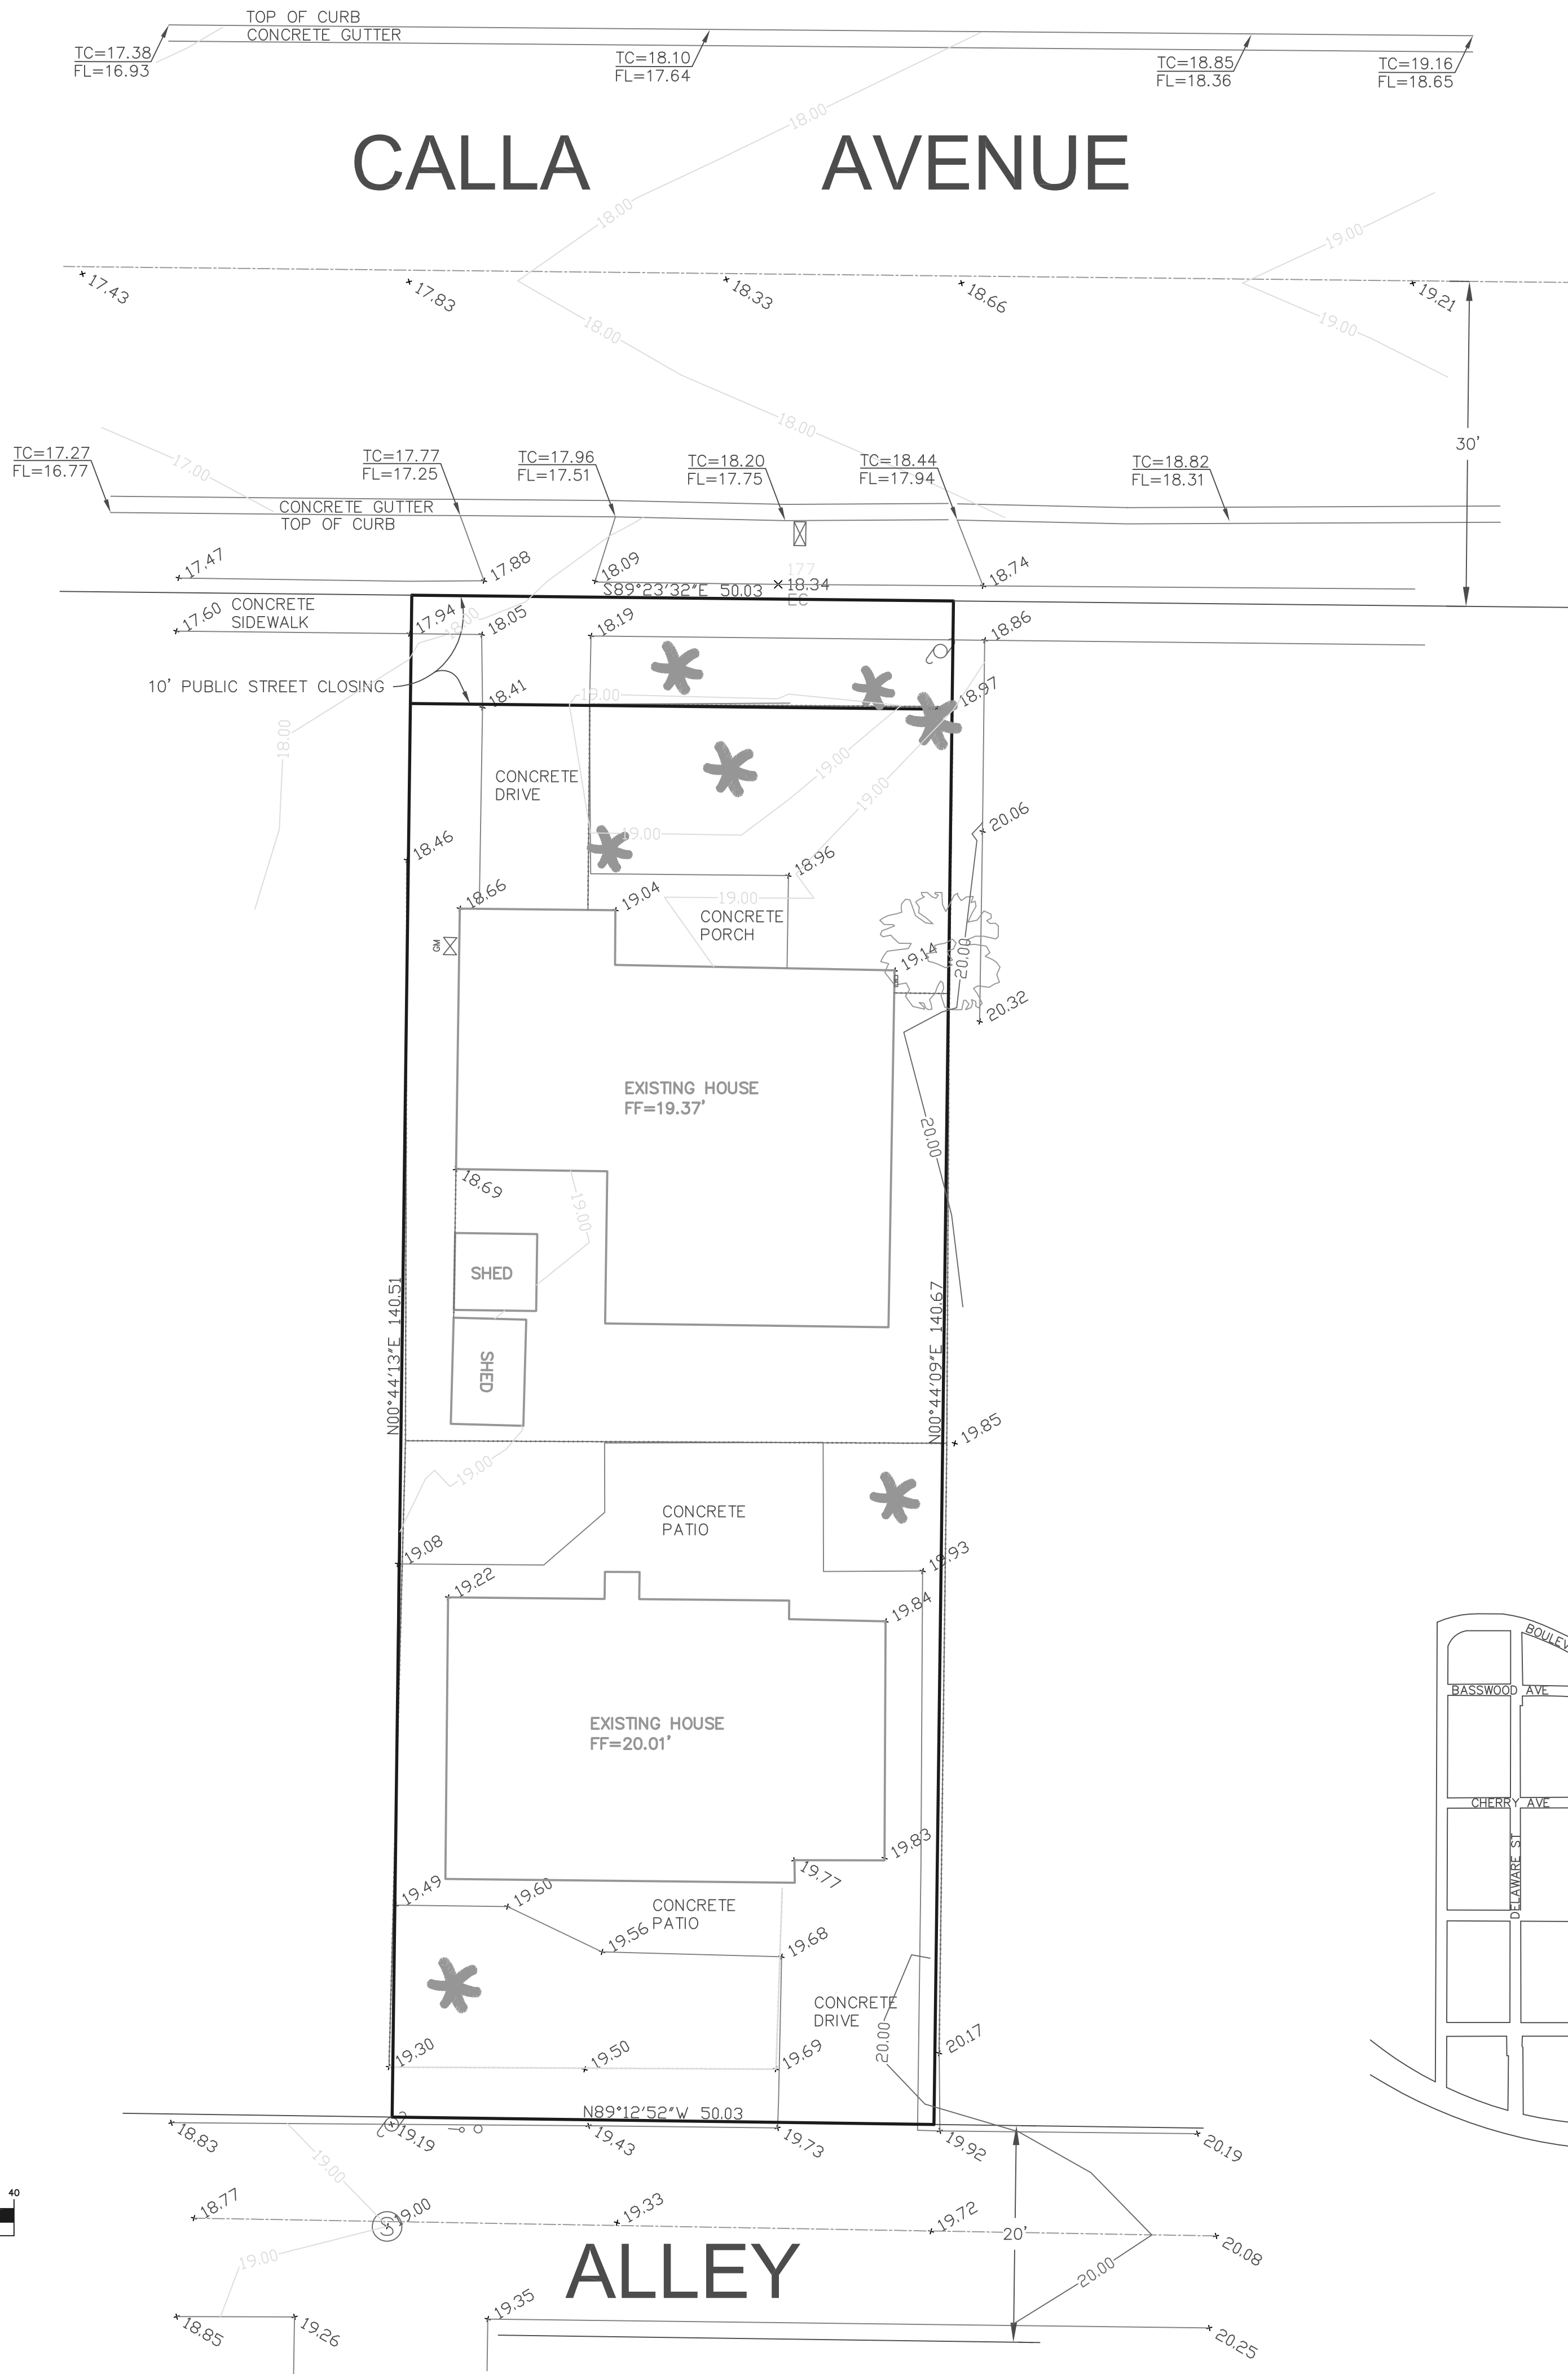 TOP OF CURB
CONCRETE GUTTER
TC=17.38
FL=16.93
TC=18.10
FL=17.64
TC=18.85
FL=18.36
TC=19.16
FL=18.65
18.00
CALLA AVENUE
18.00
19.00
17.43
17.83
18.33
18.66
19.21
18.00
19.00
18.00
30'
TC=17.27
FL=16.77
17.00
TC=17.77
FL=17.25
TC=17.96
FL=17.51
TC=18.20
FL=17.75
TC=18.44
FL=17.94
TC=18.82
FL=18.31
CONCRETE GUTTER
TOP OF CURB
17.47
17.88
18.09
177
18.34
EC
18.74
S89°23'32"E 50.03
17.60
CONCRETE
SIDEWALK
17.94
18.00
18.05
18.19
18.86
10' PUBLIC STREET CLOSING
18.41
19.00
18.97
18.00
CONCRETE
DRIVE
19.00
19.00
19.00
20.06
18.46
18.96
18.66
19.04
19.00
CONCRETE
PORCH
GM
19.14
20.00
20.32
EXISTING HOUSE
FF=19.37'
20.00
18.69
19.00
SHED
SHED
N00°44'13"E 140.51
N00°44'09"E 140.67
19.85
19.00
CONCRETE
PATIO
19.08
19.93
19.22
19.84
EXISTING HOUSE
FF=20.01'
19.83
19.77
19.49
19.60
CONCRETE
PATIO
19.56
19.68
CONCRETE
DRIVE
20.00
20.17
19.30
19.50
19.69
N89°12'52"W 50.03
18.83
19.19
19.43
19.73
19.92
20.19
19.00
18.77
S
19.00
19.33
19.72
20'
20.08
19.00
ALLEY
20.00
18.85
19.26
19.35
20.25
40
BASSWOOD AVE
CHERRY AVE
DELAWARE ST